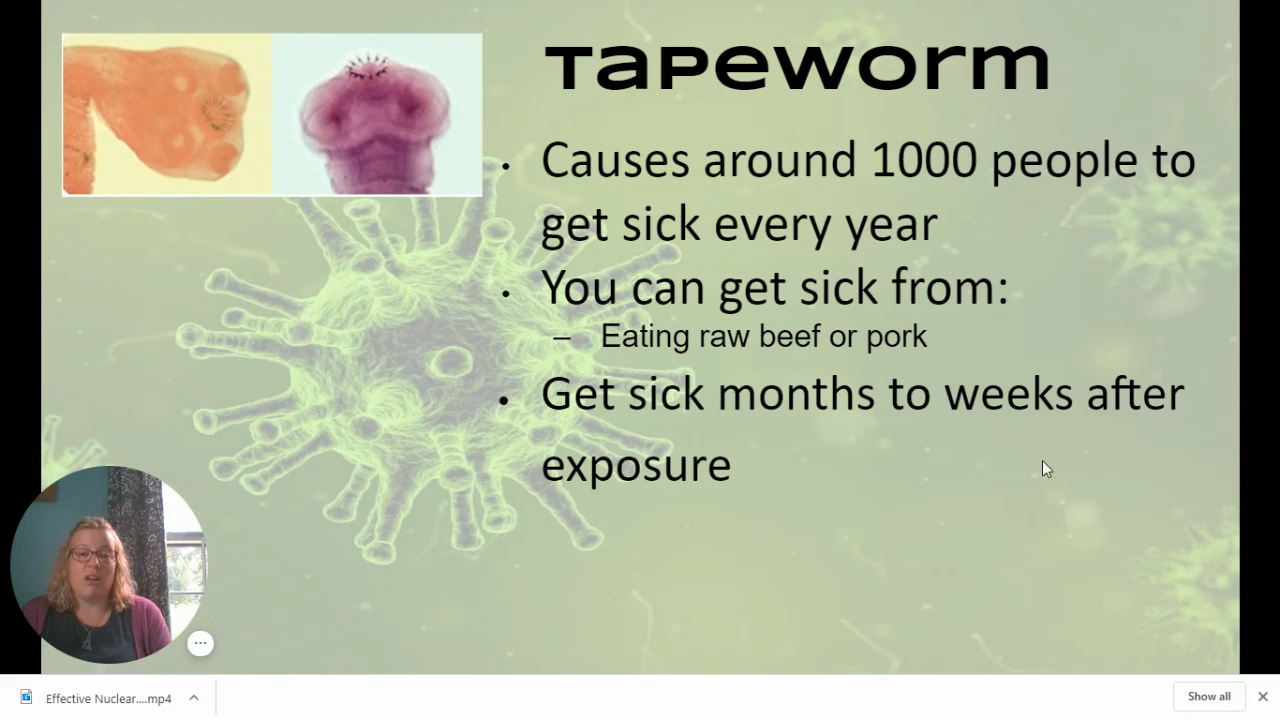 Tapeworm
• Causes around 1000 people to
get sick every year
• You can get sick from:
– Eating raw beef or pork
• Get sick months to weeks after
exposure
Effective Nuclear....mp4
Show all